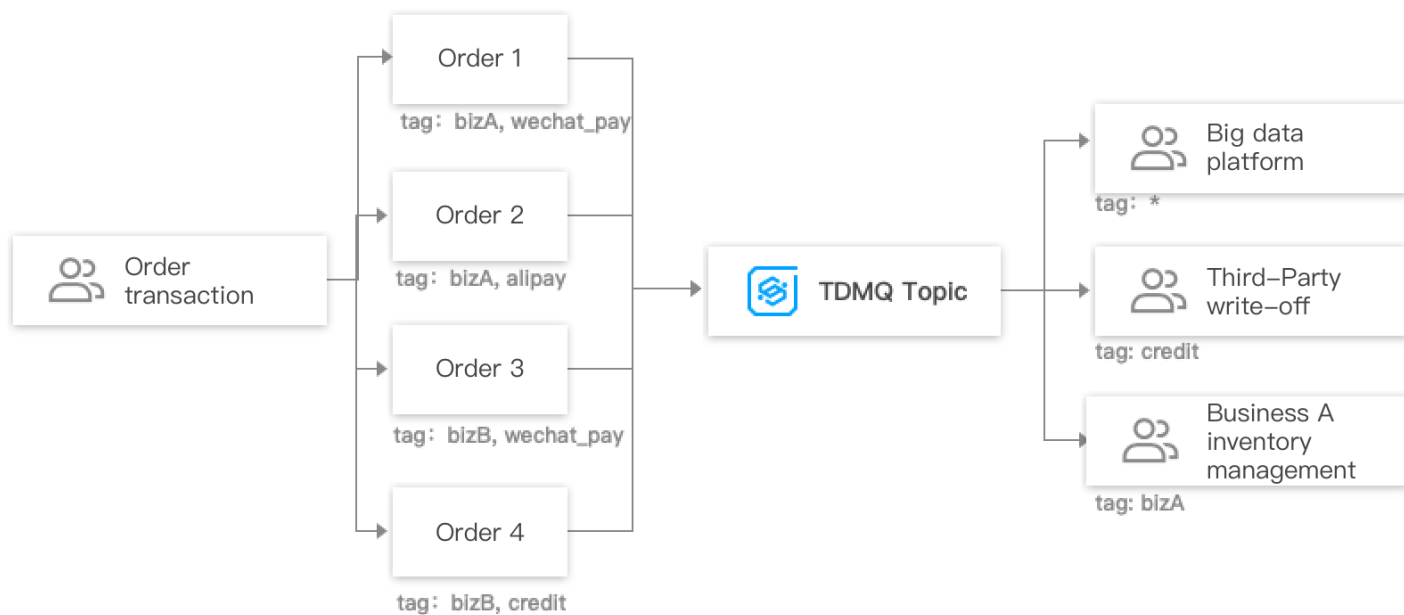 Order
transaction
Order 1
tag：bizA, wechat_pay
Order 2
tag：bizA, alipay
Order 3
tag：bizB, wechat_pay
Order 4
tag：bizB, credit
TDMQ Topic
Big data
platform
tag：*
Third-Party
write-off
tag: credit
Business A
inventory
management
tag: bizA